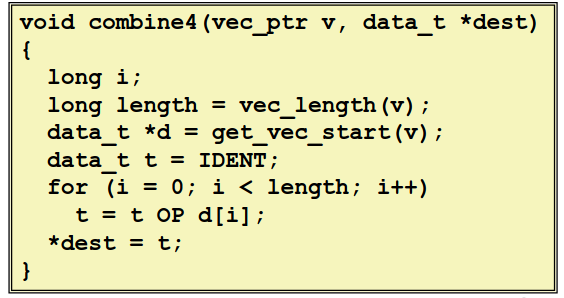 void combine4(vec_ptr v, data_t *dest)
{
  long i;
  long length = vec_length(v);
  data_t *d = get_vec_start(v);
  data_t t = IDENT;
  for (i = 0; i < length; i++)
    t = t OP d[i];
  *dest = t;
}